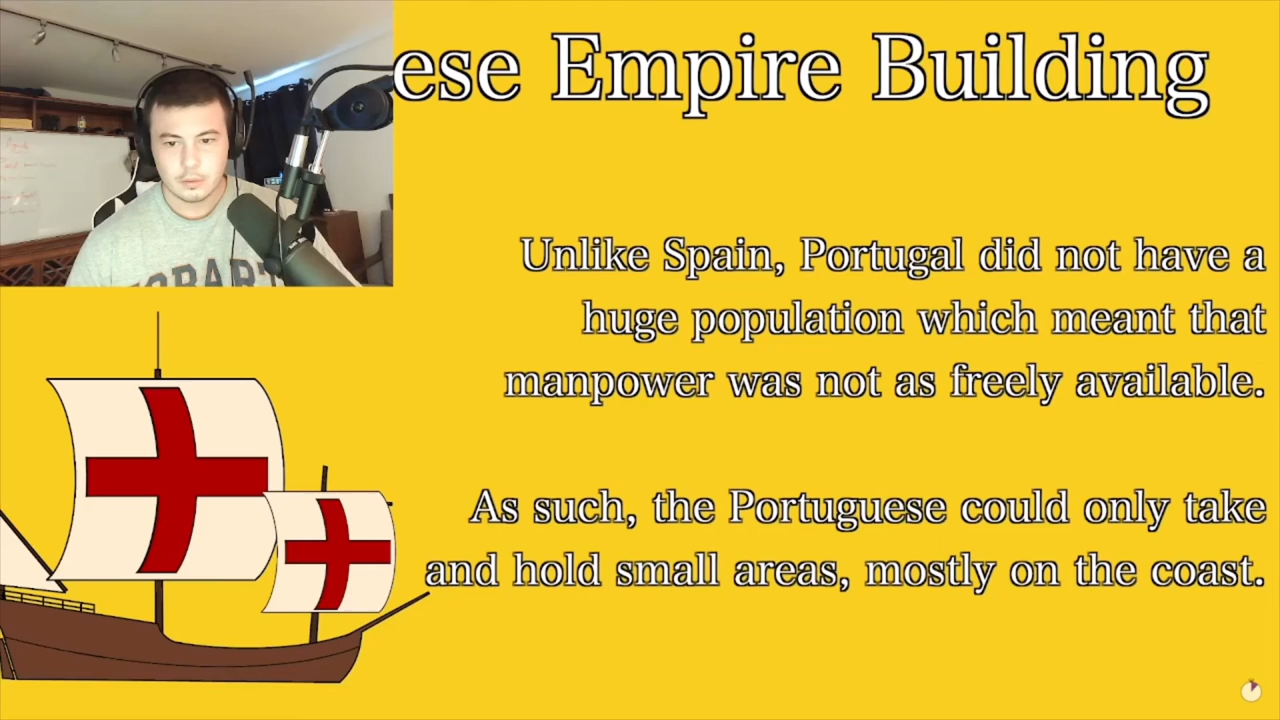 ese Empire Building
Unlike Spain, Portugal did not have a
huge population which meant that
manpower was not as freely available.
As such, the Portuguese could only take
and hold small areas, mostly on the coast.